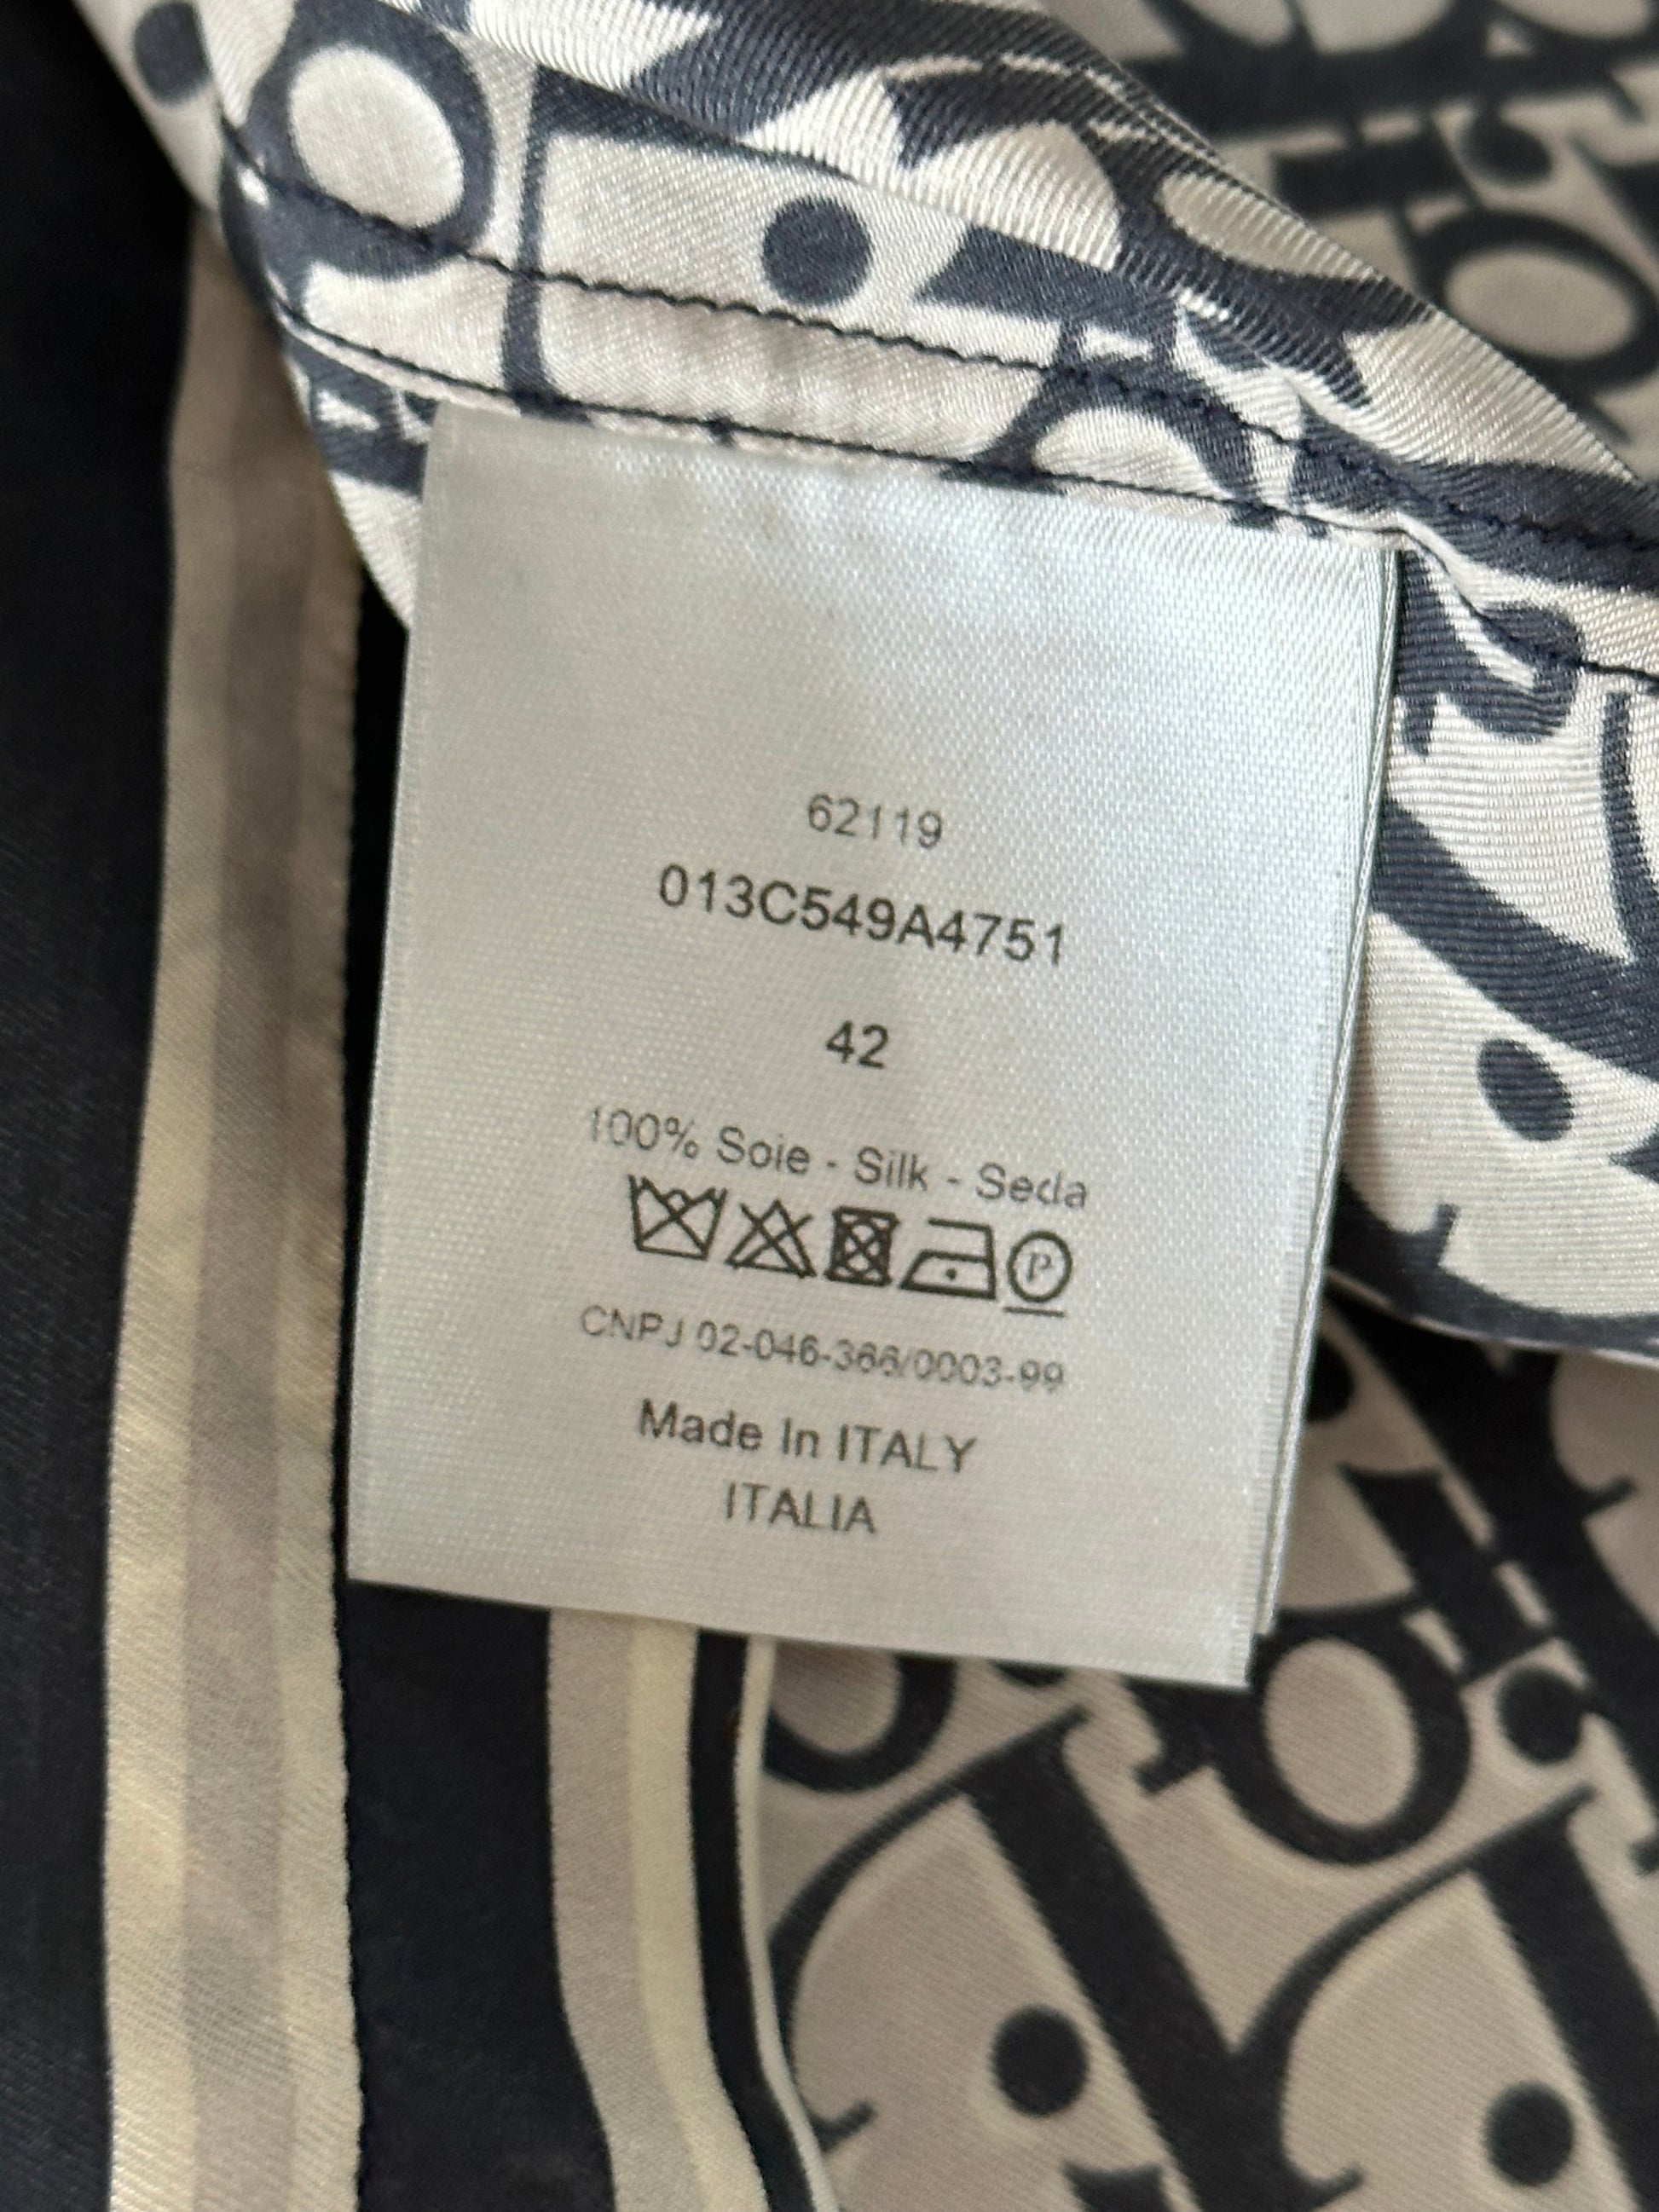 62119
013C549A4751
42
100% Soie - Silk - Seda
P
CNPJ 02-046-366/0003-99
Made In ITALY
ITALIA